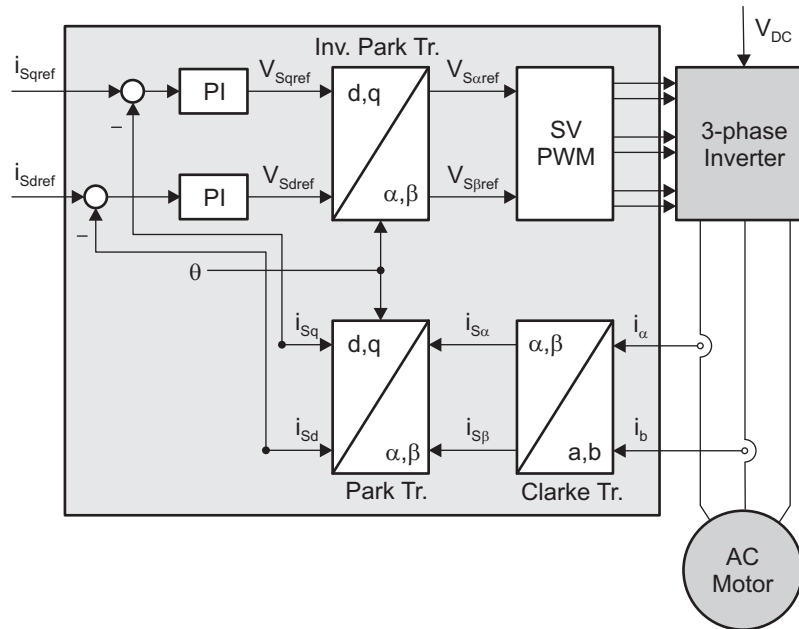 Inv. Park Tr.
V_DC
i_Sqref
PI
V_Sqref
d,q
V_Sαref
SV
PWM
3-phase
Inverter
–
i_Sdref
PI
V_Sdref
α,β
V_Sβref
–
θ
i_Sq
d,q
i_Sα
α,β
i_α
i_Sd
α,β
i_Sβ
a,b
i_b
Park Tr.
Clarke Tr.
AC
Motor